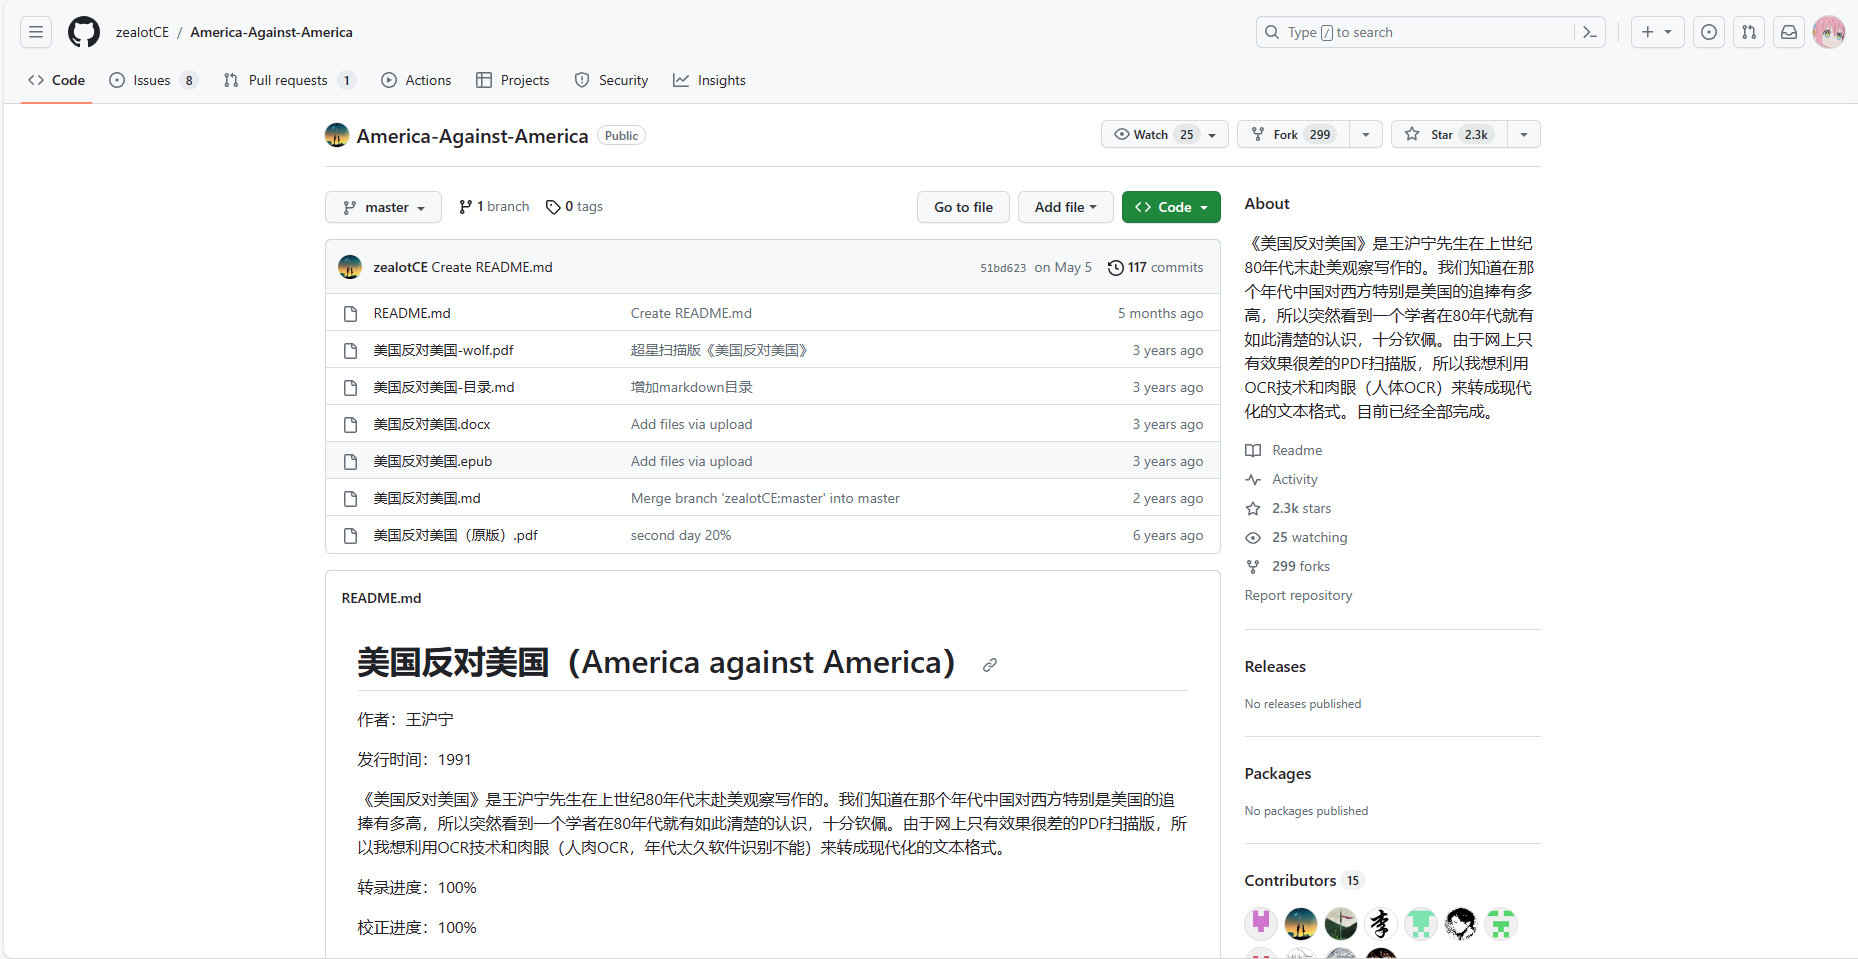 zealotCE / America-Against-America
Type / to search
Code
Issues 8
Pull requests 1
Actions
Projects
Security
Insights
America-Against-America Public
Watch 25
Fork 299
Star 2.3k
master
1 branch
0 tags
Go to file
Add file
Code
zealotCE Create README.md
51bd623 on May 5
117 commits
README.md Create README.md 5 months ago
美国反对美国-wolf.pdf 超星扫描版《美国反对美国》 3 years ago
美国反对美国-目录.md 增加markdown目录 3 years ago
美国反对美国.docx Add files via upload 3 years ago
美国反对美国.epub Add files via upload 3 years ago
美国反对美国.md Merge branch 'zealotCE:master' into master 2 years ago
美国反对美国（原版）.pdf second day 20% 6 years ago
README.md
美国反对美国（America against America）
作者：王沪宁
发行时间：1991
《美国反对美国》是王沪宁先生在上世纪80年代末赴美观察写作的。我们知道在那个年代中国对西方特别是美国的追
捧有多高，所以突然看到一个学者在80年代就有如此清楚的认识，十分钦佩。由于网上只有效果很差的PDF扫描版，所
以我想利用OCR技术和肉眼（人肉OCR，年代太久软件识别不能）来转成现代化的文本格式。
转录进度：100%
校正进度：100%
About
《美国反对美国》是王沪宁先生在上世纪
80年代末赴美观察写作的。我们知道在那
个年代中国对西方特别是美国的追捧有多
高，所以突然看到一个学者在80年代就有
如此清楚的认识，十分钦佩。由于网上只
有效果很差的PDF扫描版，所以我想利用
OCR技术和肉眼（人体OCR）来转成现代
化的文本格式。目前已经全部完成。
Readme
Activity
2.3k stars
25 watching
299 forks
Report repository
Releases
No releases published
Packages
No packages published
Contributors 15
李